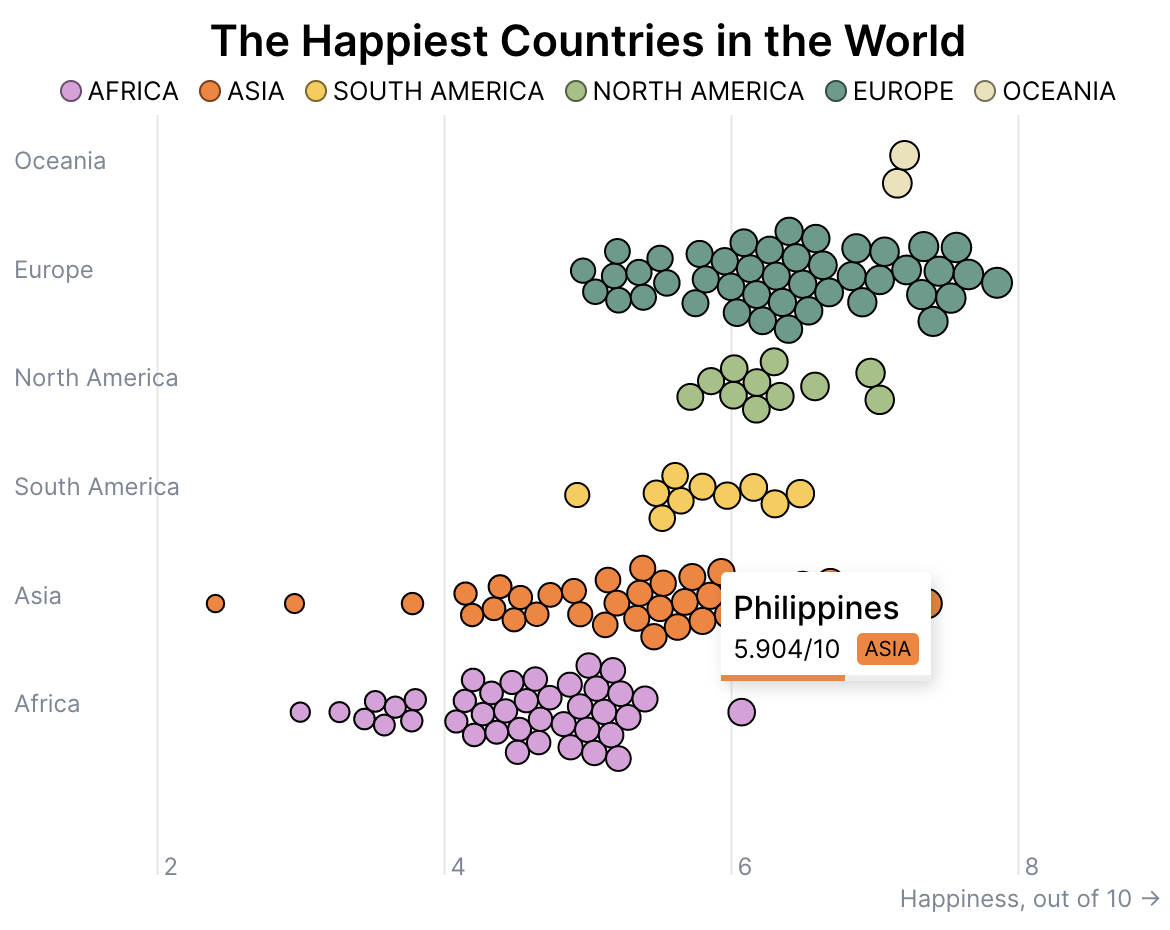 The Happiest Countries in the World
AFRICA ASIA SOUTH AMERICA NORTH AMERICA EUROPE OCEANIA
Oceania
Europe
North America
South America
Asia
Philippines
5.904/10 ASIA
Africa
2 4 6 8
Happiness, out of 10 →